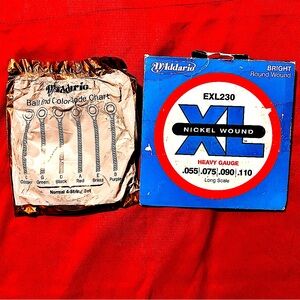 D'Addario
Ball End Color Code Chart
C
G
D
A
E
B
Green
Black
Red
Brass
Purple
Normal 4-String Set
D'Addario
BRIGHT
Round Wound
EXL230
XL
NICKEL WOUND
HEAVY GAUGE
.055|.075|.090|.110
Long Scale